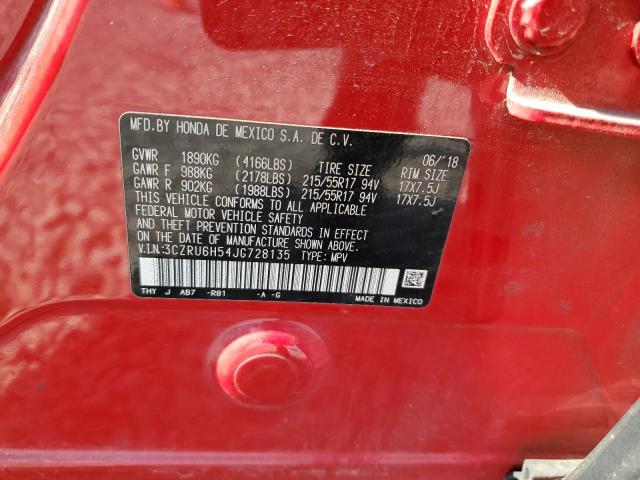 MFD.BY HONDA DE MEXICO S.A. DE C.V.
06/'18
GVWR 1890KG (4166LBS) TIRE SIZE RIM SIZE
GAWR F 988KG (2178LBS) 215/55R17 94V 17X7.5J
GAWR R 902KG (1988LBS) 215/55R17 94V 17X7.5J
THIS VEHICLE CONFORMS TO ALL APPLICABLE
FEDERAL MOTOR VEHICLE SAFETY
AND THEFT PREVENTION STANDARDS IN EFFECT
ON THE DATE OF MANUFACTURE SHOWN ABOVE.
V.I.N.:3CZRU6H54JG728135 TYPE: MPV
THY J AB7 -R81 -A -G MADE IN MEXICO